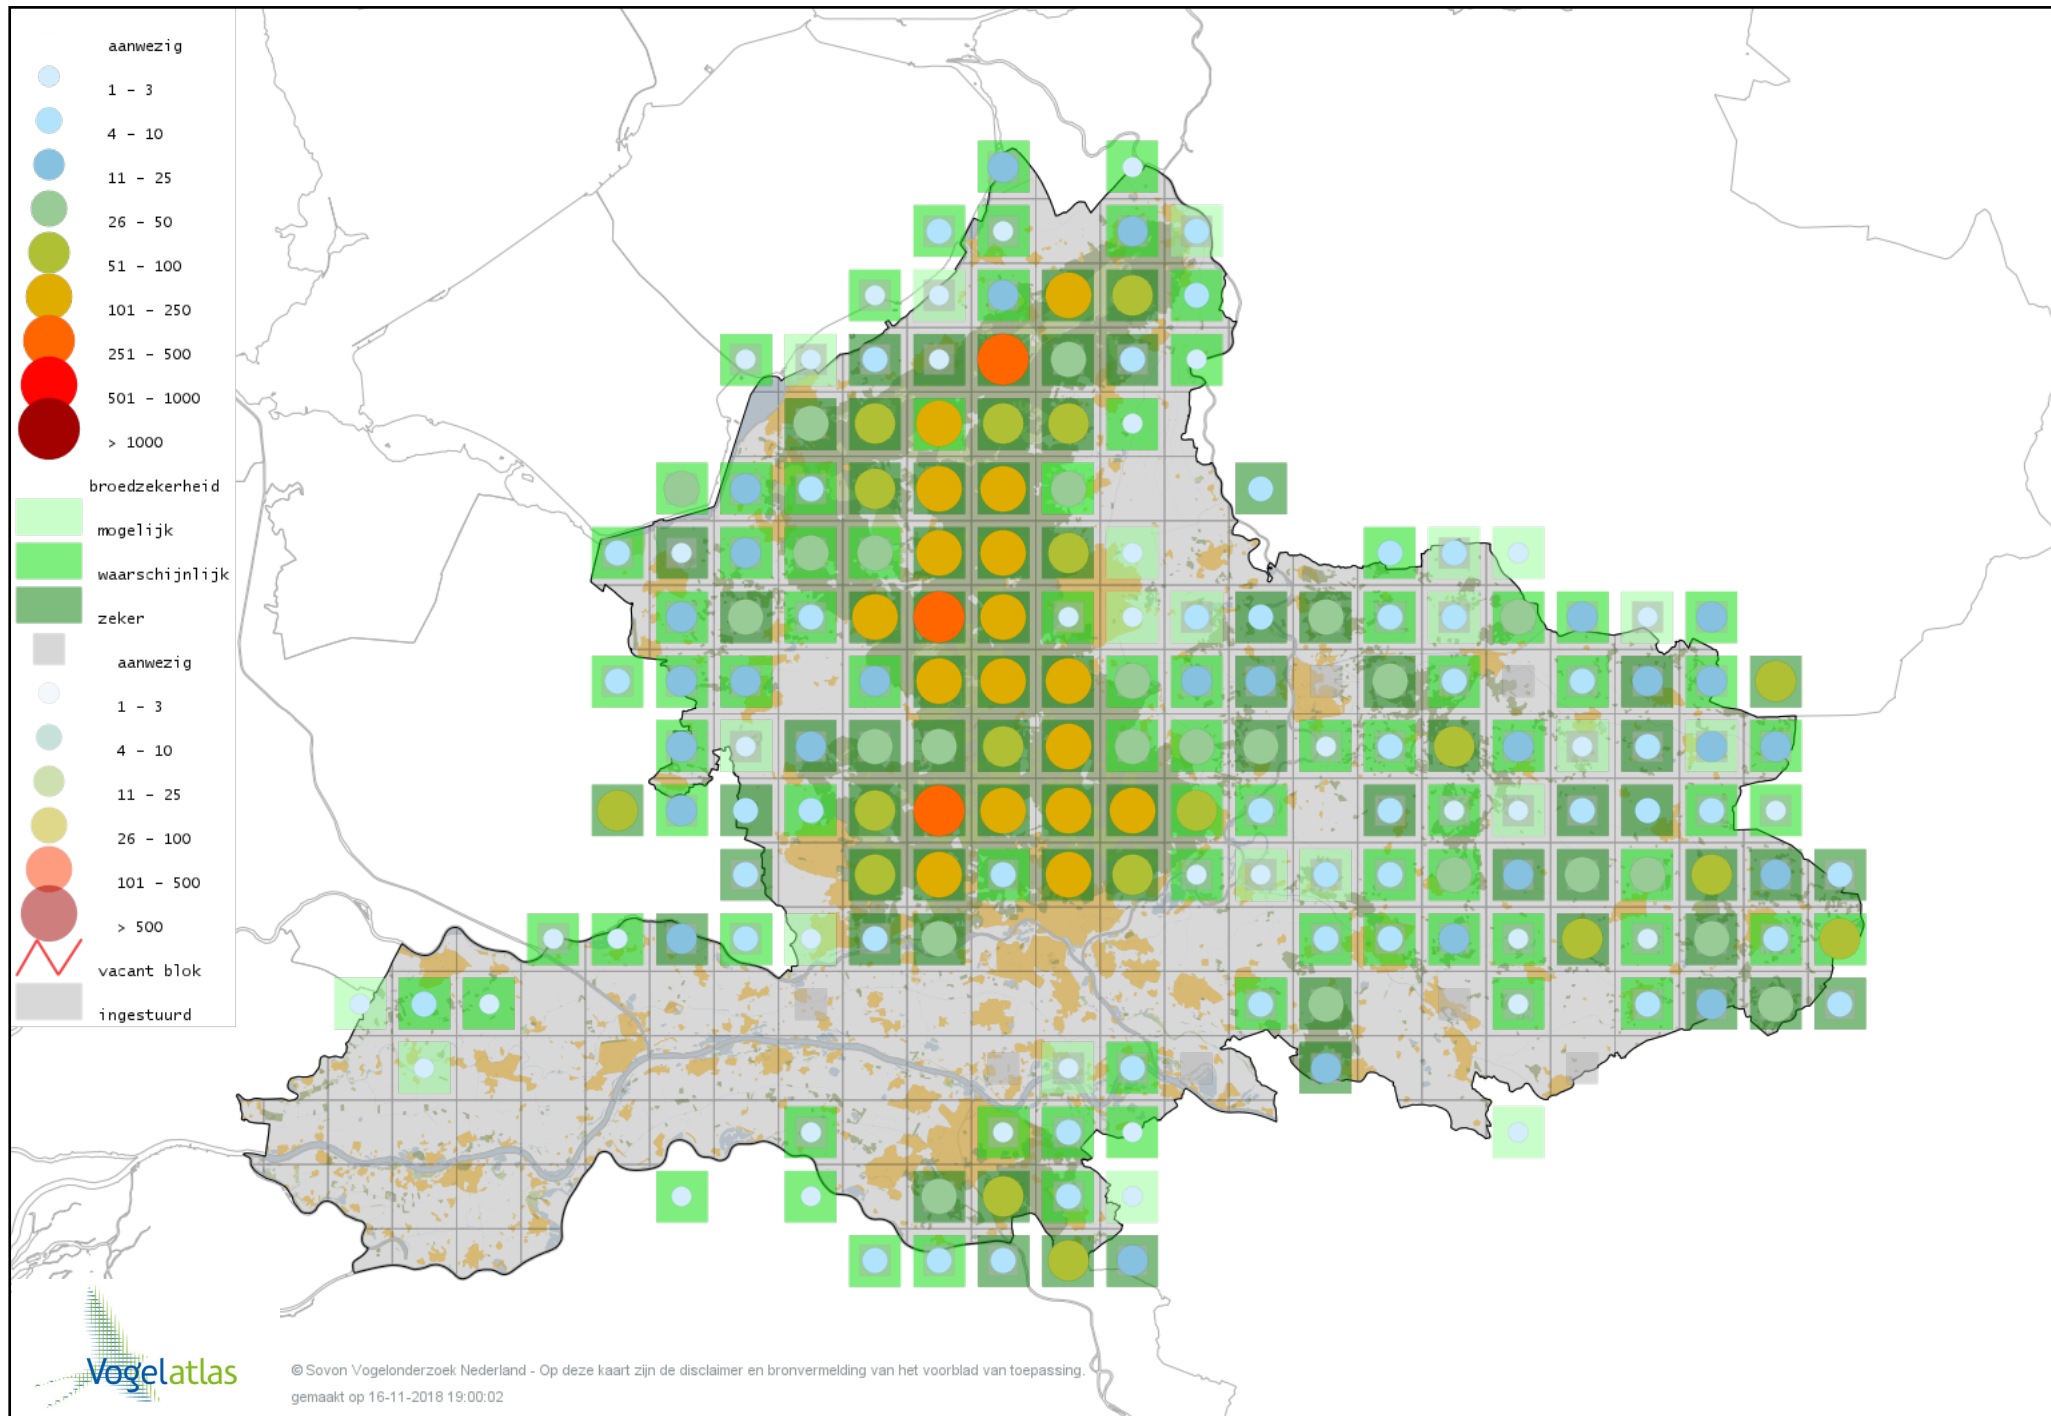 aanwezig
1 - 3
4 - 10
11 - 25
26 - 50
51 - 100
101 - 250
251 - 500
501 - 1000
> 1000
broedzekerheid
mogelijk
waarschijnlijk
zeker
aanwezig
1 - 3
4 - 10
11 - 25
26 - 100
101 - 500
> 500
vacant blok
ingestuurd
Vogelatlas
© Sovon Vogelonderzoek Nederland - Op deze kaart zijn de disclaimer en bronvermelding van het voorblad van toepassing.
gemaakt op 16-11-2018 19:00:02